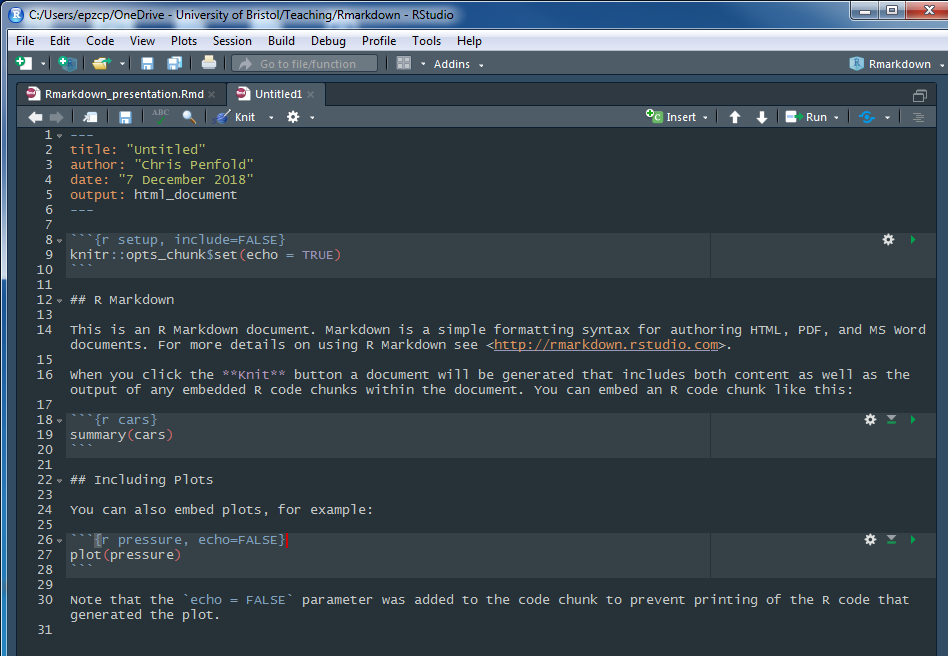 C:/Users/epzcp/OneDrive - University of Bristol/Teaching/Rmarkdown - RStudio
File Edit Code View Plots Session Build Debug Profile Tools Help
Go to file/function Addins Rmarkdown
Rmarkdown_presentation.Rmd Untitled1
ABC Knit Insert Run
1 ---
2 title: "Untitled"
3 author: "Chris Penfold"
4 date: "7 December 2018"
5 output: html_document
6 ---
7
8 ```{r setup, include=FALSE}
9 knitr::opts_chunk$set(echo = TRUE)
10 ```
11
12 ## R Markdown
13
14 This is an R Markdown document. Markdown is a simple formatting syntax for authoring HTML, PDF, and MS Word
documents. For more details on using R Markdown see <http://rmarkdown.rstudio.com>.
15
16 When you click the **Knit** button a document will be generated that includes both content as well as the
output of any embedded R code chunks within the document. You can embed an R code chunk like this:
17
18 ```{r cars}
19 summary(cars)
20 ```
21
22 ## Including Plots
23
24 You can also embed plots, for example:
25
26 ```{r pressure, echo=FALSE}
27 plot(pressure)
28 ```
29
30 Note that the `echo = FALSE` parameter was added to the code chunk to prevent printing of the R code that
generated the plot.
31